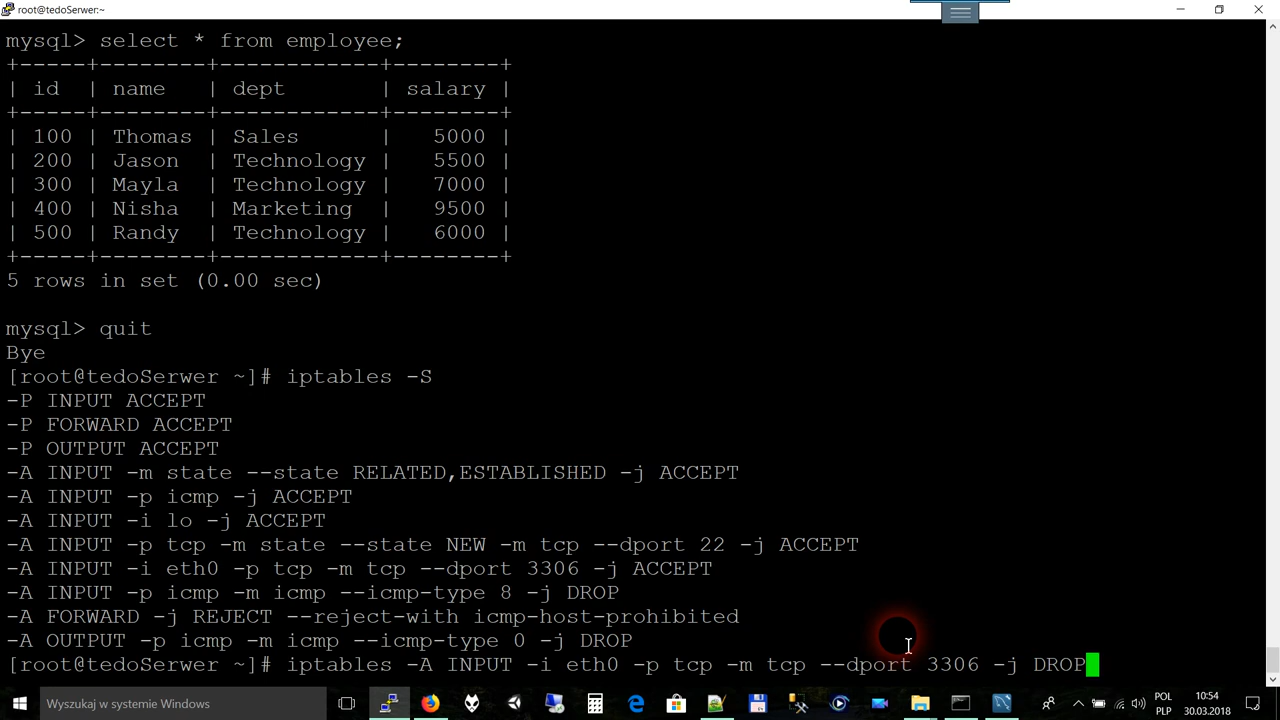 root@tedoSerwer:~
mysql> select * from employee;
+-----+--------+------------+--------+
| id | name | dept | salary |
+-----+--------+------------+--------+
| 100 | Thomas | Sales | 5000 |
| 200 | Jason | Technology | 5500 |
| 300 | Mayla | Technology | 7000 |
| 400 | Nisha | Marketing | 9500 |
| 500 | Randy | Technology | 6000 |
+-----+--------+------------+--------+
5 rows in set (0.00 sec)
mysql> quit
Bye
[root@tedoSerwer ~]# iptables -S
-P INPUT ACCEPT
-P FORWARD ACCEPT
-P OUTPUT ACCEPT
-A INPUT -m state --state RELATED,ESTABLISHED -j ACCEPT
-A INPUT -p icmp -j ACCEPT
-A INPUT -i lo -j ACCEPT
-A INPUT -p tcp -m state --state NEW -m tcp --dport 22 -j ACCEPT
-A INPUT -i eth0 -p tcp -m tcp --dport 3306 -j ACCEPT
-A INPUT -p icmp -m icmp --icmp-type 8 -j DROP
-A FORWARD -j REJECT --reject-with icmp-host-prohibited
-A OUTPUT -p icmp -m icmp --icmp-type 0 -j DROP
[root@tedoSerwer ~]# iptables -A INPUT -i eth0 -p tcp -m tcp --dport 3306 -j DROP
Wyszukaj w systemie Windows
POL
PLP
10:54
30.03.2018